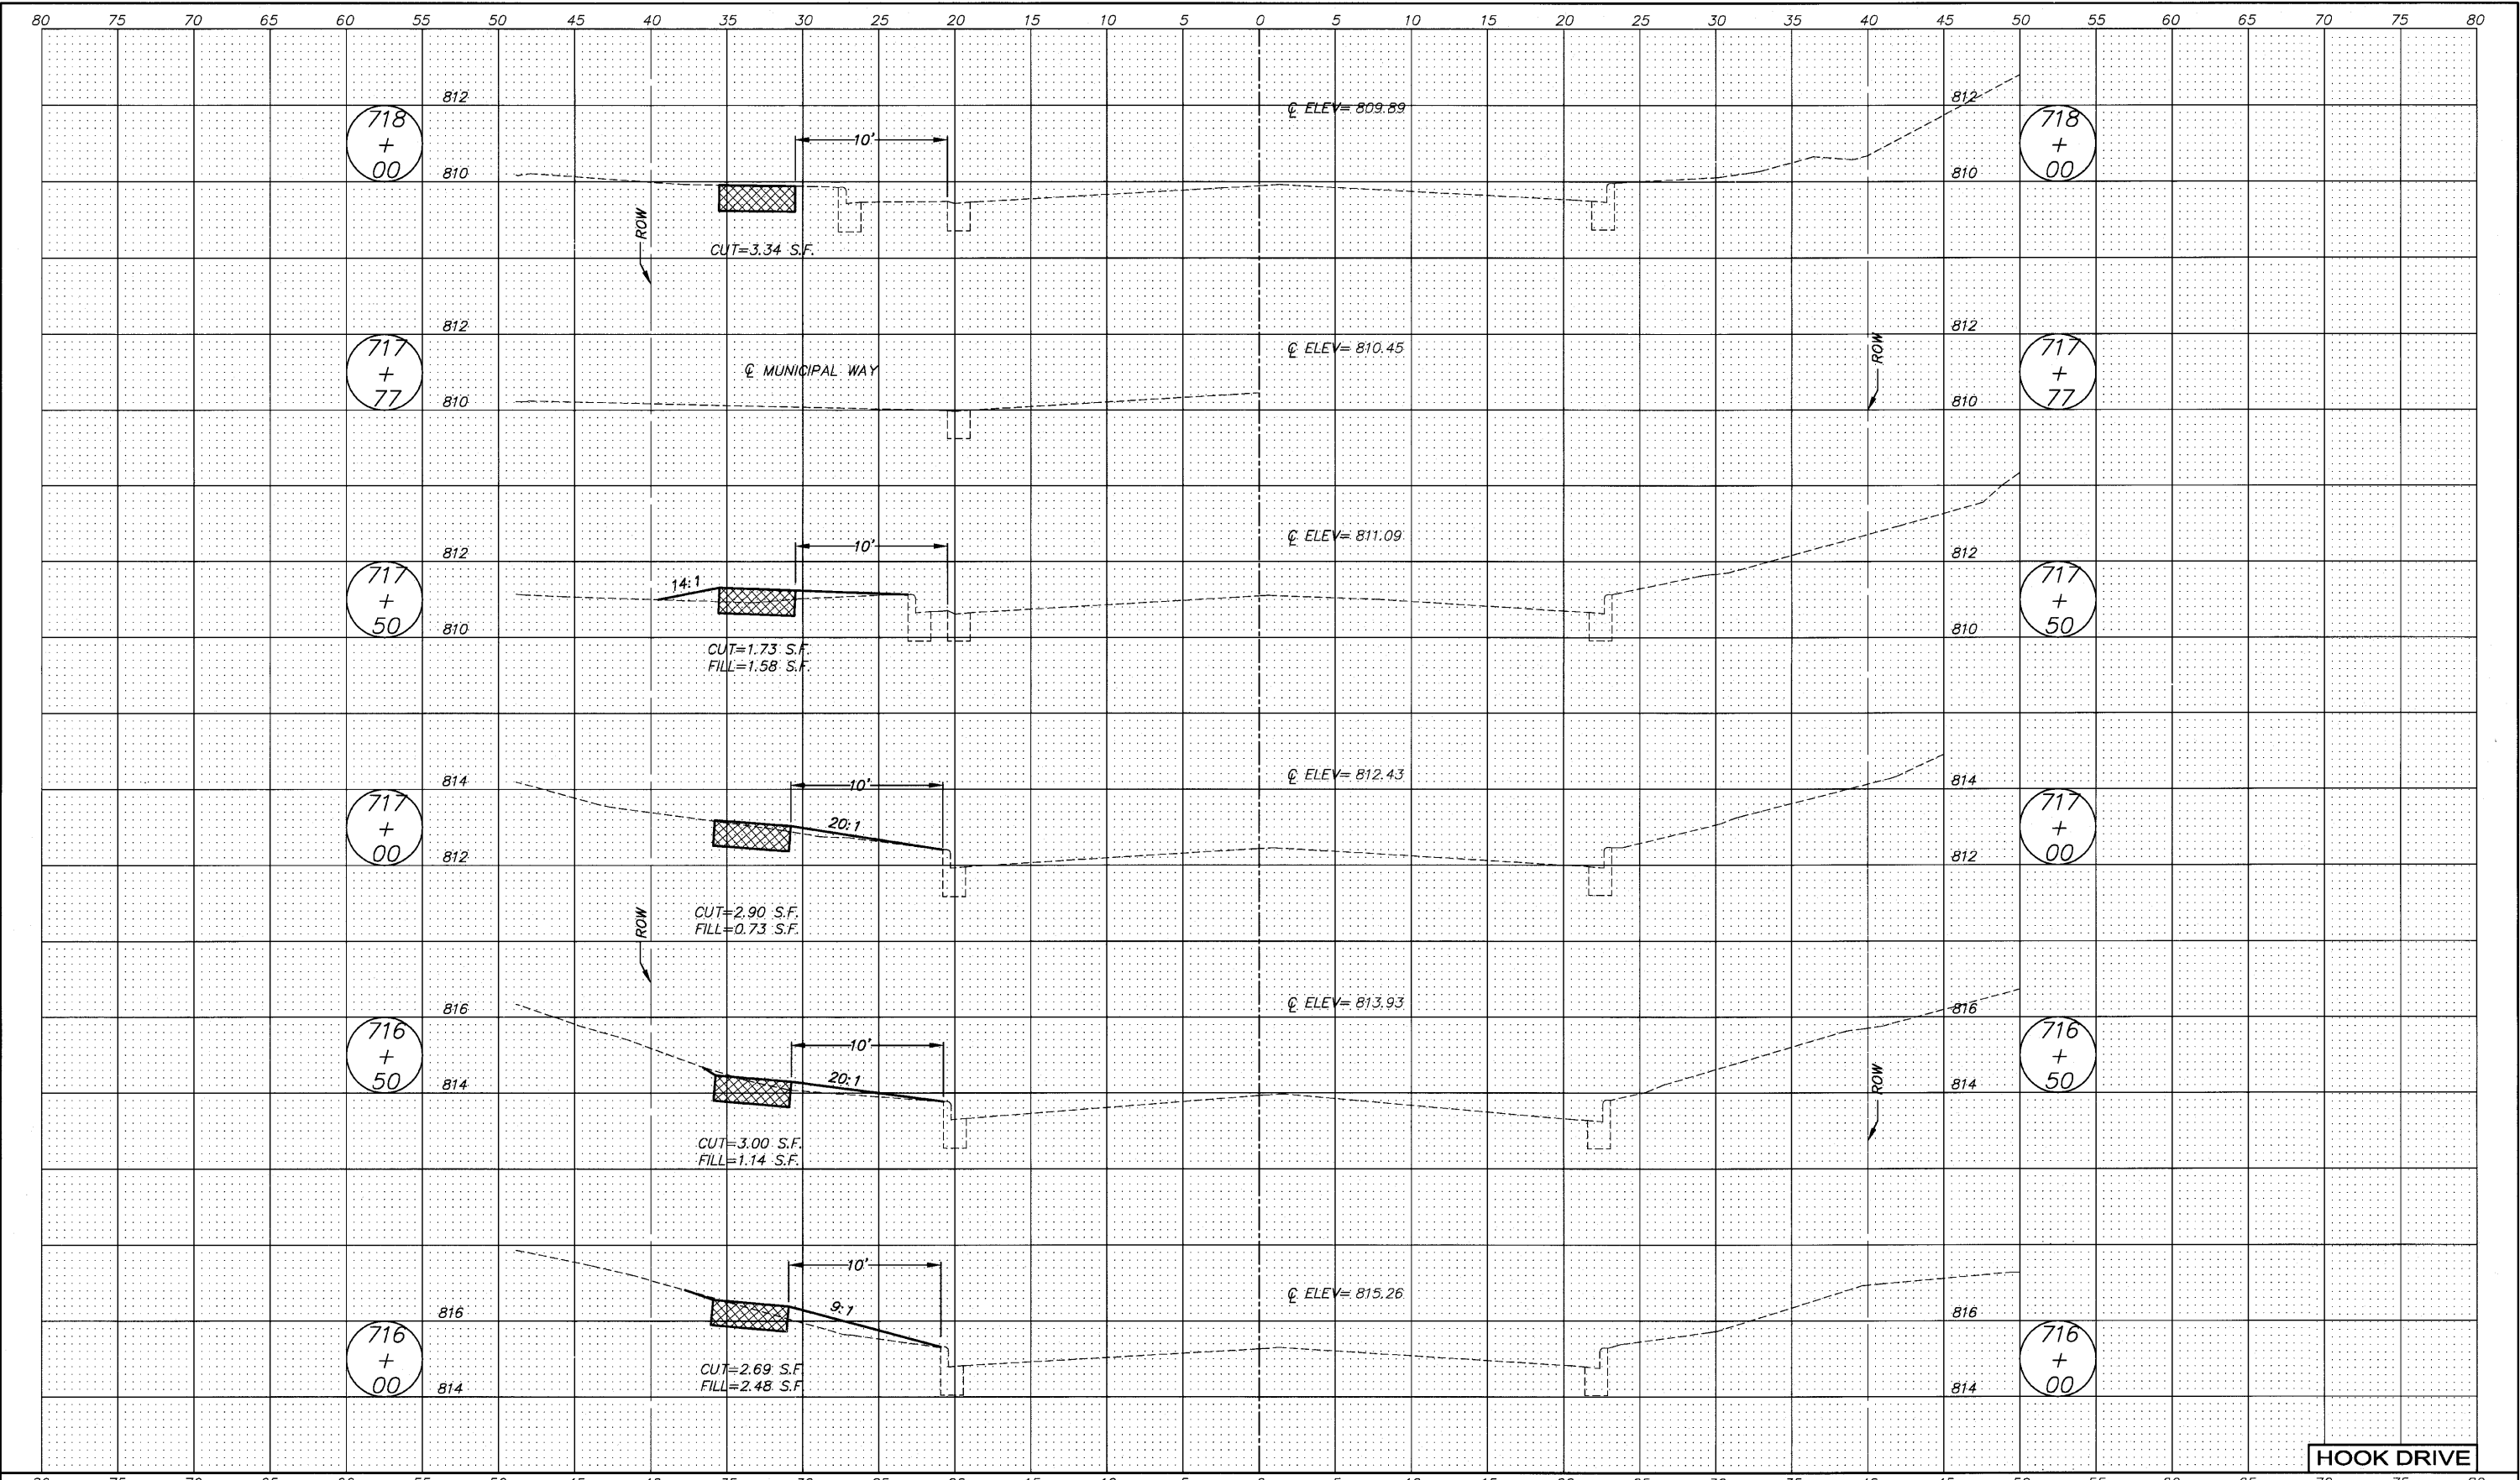 80 75 70 65 60 55 50 45 40 35 30 25 20 15 10 5 0 5 10 15 20 25 30 35 40 45 50 55 60 65 70 75 80
812 ℄ ELEV= 809.89 812
718 + 00 10' 718 + 00
810 810
ROW
CUT=3.34 S.F.
812 812
717 + 77 ℄ MUNICIPAL WAY ℄ ELEV= 810.45 ROW 717 + 77
810 810
812 10' ℄ ELEV= 811.09 812
717 + 50 14:1 717 + 50
810 810
CUT=1.73 S.F.
FILL=1.58 S.F.
814 10' ℄ ELEV= 812.43 814
717 + 00 20:1 717 + 00
812 812
ROW CUT=2.90 S.F.
FILL=0.73 S.F.
816 ℄ ELEV= 813.93 816
716 + 50 10' 716 + 50
814 20:1 ROW 814
CUT=3.00 S.F.
FILL=1.14 S.F.
10' ℄ ELEV= 815.26
816 9:1 816
716 + 00 716 + 00
CUT=2.69 S.F.
814 FILL=2.48 S.F. 814
HOOK DRIVE